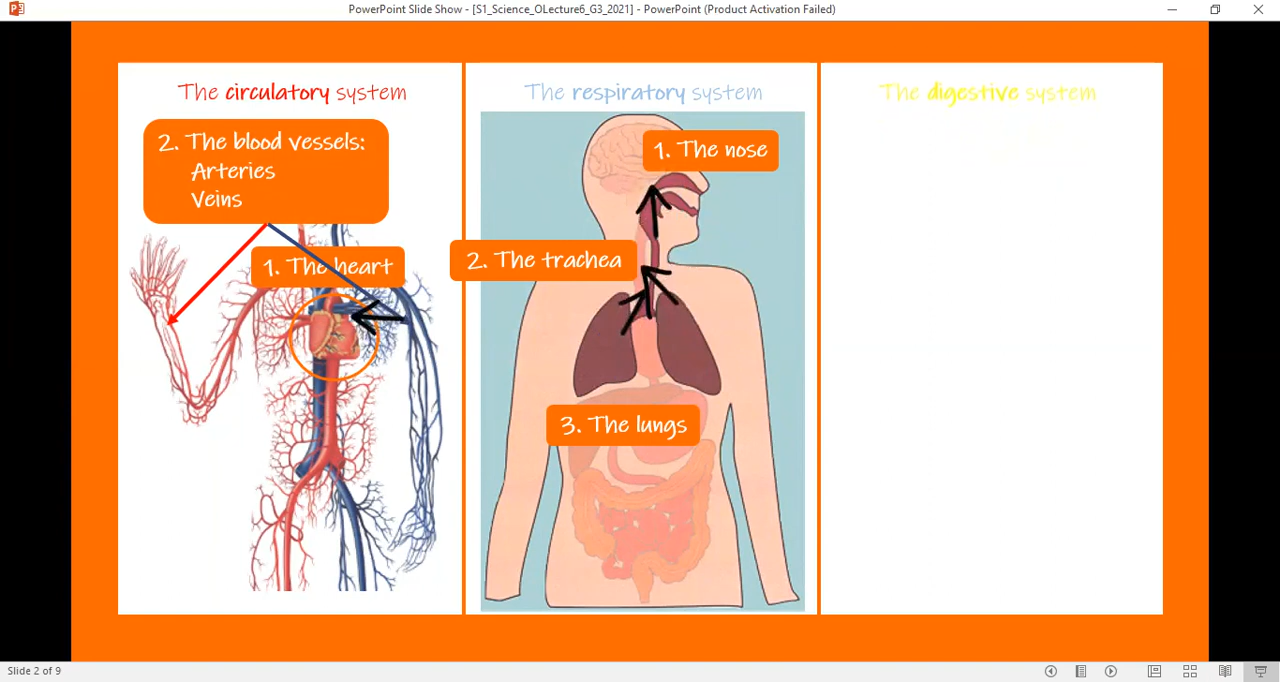 PowerPoint Slide Show - [S1_Science_OLecture6_G3_2021] - PowerPoint (Product Activation Failed)
The circulatory system
2. The blood vessels:
Arteries
Veins
1. The heart
The respiratory system
1. The nose
2. The trachea
3. The lungs
The digestive system
Slide 2 of 9